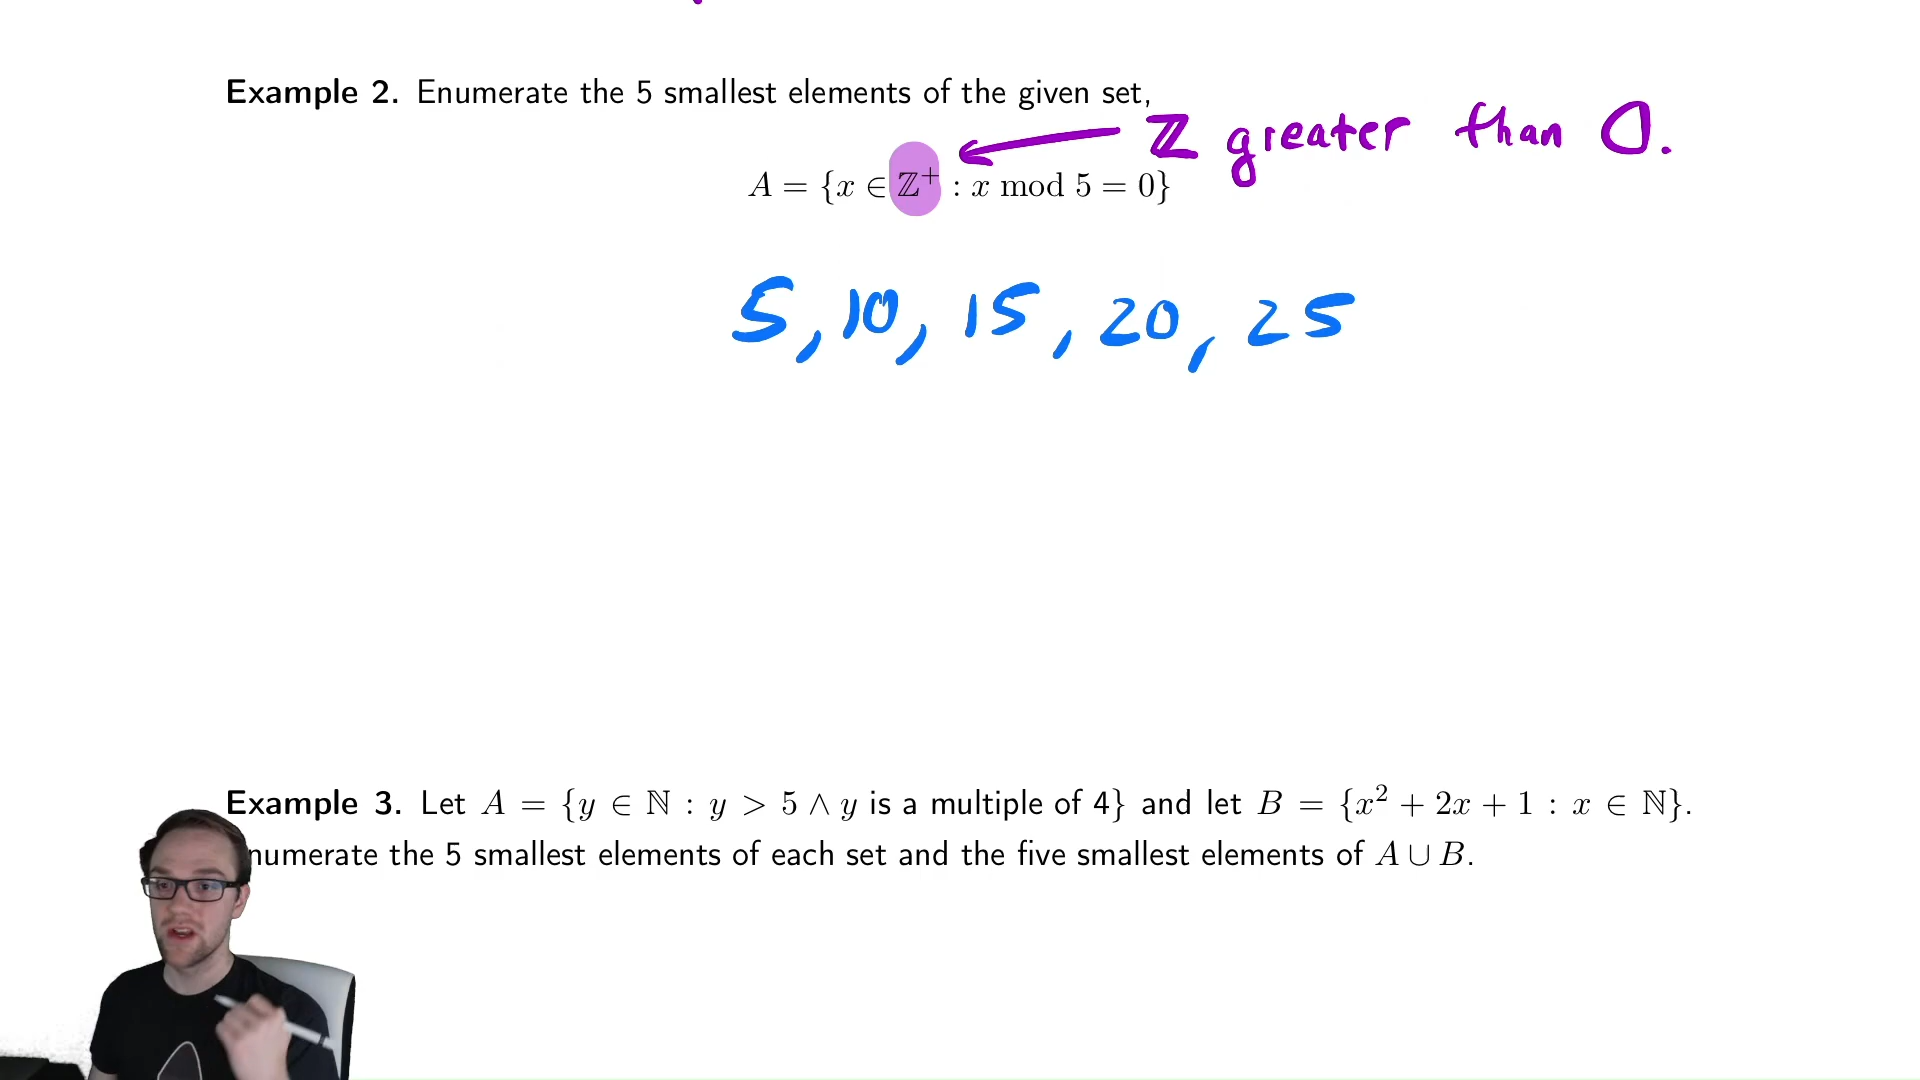 Example 2. Enumerate the 5 smallest elements of the given set,
ℤ greater than 0.
A = {x ∈ ℤ⁺ : x mod 5 = 0}
5, 10, 15, 20, 25
Example 3. Let A = {y ∈ ℕ : y > 5 ∧ y is a multiple of 4} and let B = {x² + 2x + 1 : x ∈ ℕ}.
numerate the 5 smallest elements of each set and the five smallest elements of A ∪ B.